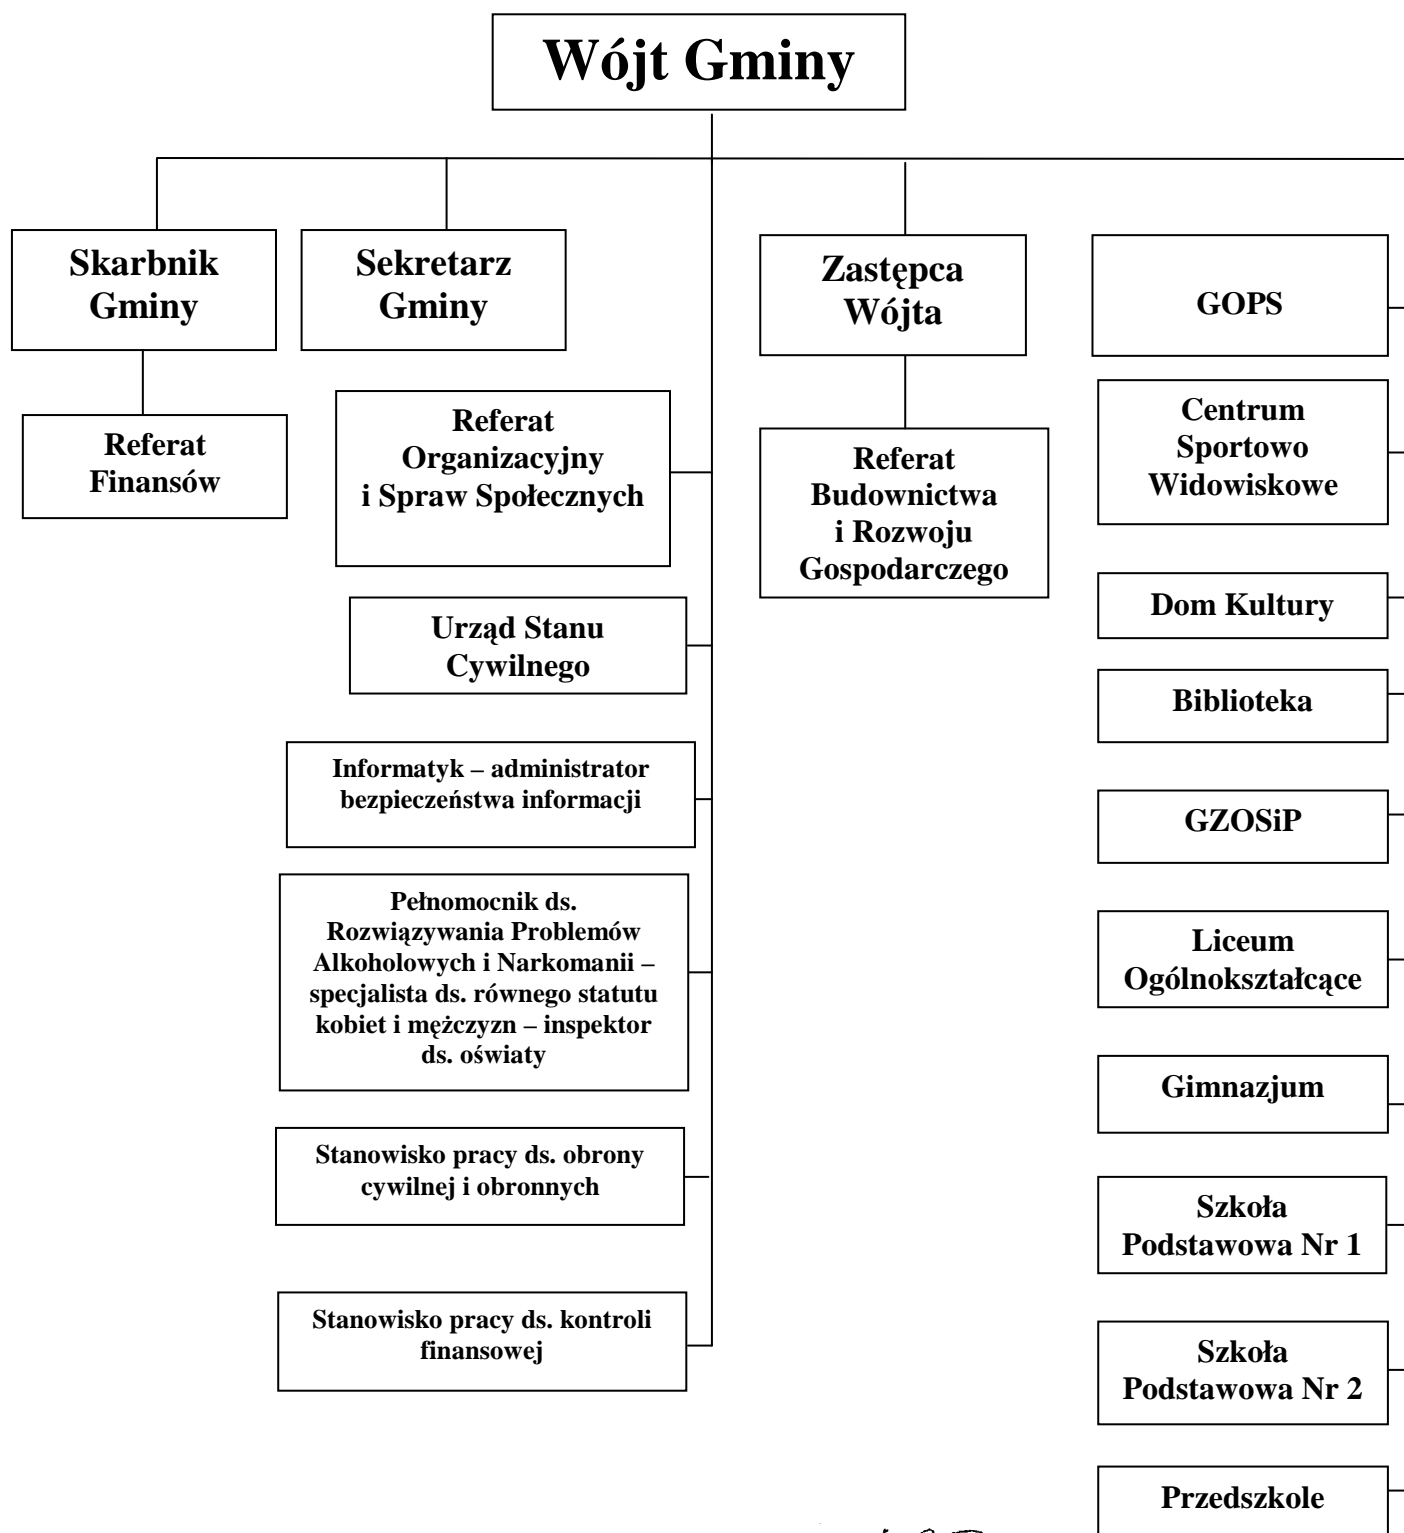 Wójt Gminy
Skarbnik
Gminy
Sekretarz
Gminy
Zastępca
Wójta
GOPS
Referat
Finansów
Referat
Organizacyjny
i Spraw Społecznych
Referat
Budownictwa
i Rozwoju
Gospodarczego
Centrum
Sportowo
Widowiskowe
Urząd Stanu
Cywilnego
Dom Kultury
Biblioteka
Informatyk – administrator
bezpieczeństwa informacji
GZOSiP
Pełnomocnik ds.
Rozwiązywania Problemów
Alkoholowych i Narkomanii –
specjalista ds. równego statutu
kobiet i mężczyzn – inspektor
ds. oświaty
Liceum
Ogólnokształcące
Gimnazjum
Stanowisko pracy ds. obrony
cywilnej i obronnych
Szkoła
Podstawowa Nr 1
Stanowisko pracy ds. kontroli
finansowej
Szkoła
Podstawowa Nr 2
Przedszkole